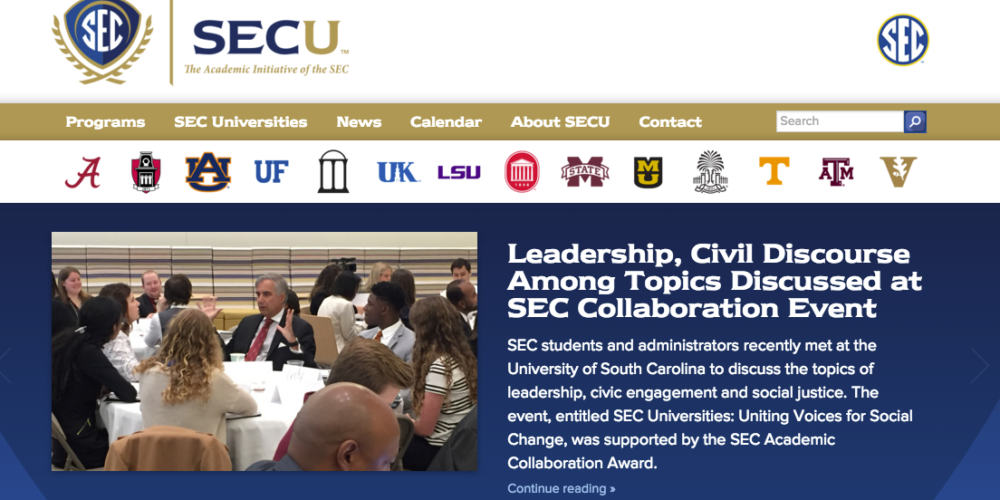 SEC
SECU™
The Academic Initiative of the SEC
SEC
Programs
SEC Universities
News
Calendar
About SECU
Contact
Search
A
AU
UF
UK
LSU
1848
M STATE
MU
T
ATM
V
Leadership, Civil Discourse
Among Topics Discussed at
SEC Collaboration Event
SEC students and administrators recently met at the
University of South Carolina to discuss the topics of
leadership, civic engagement and social justice. The
event, entitled SEC Universities: Uniting Voices for Social
Change, was supported by the SEC Academic
Collaboration Award.
Continue reading »